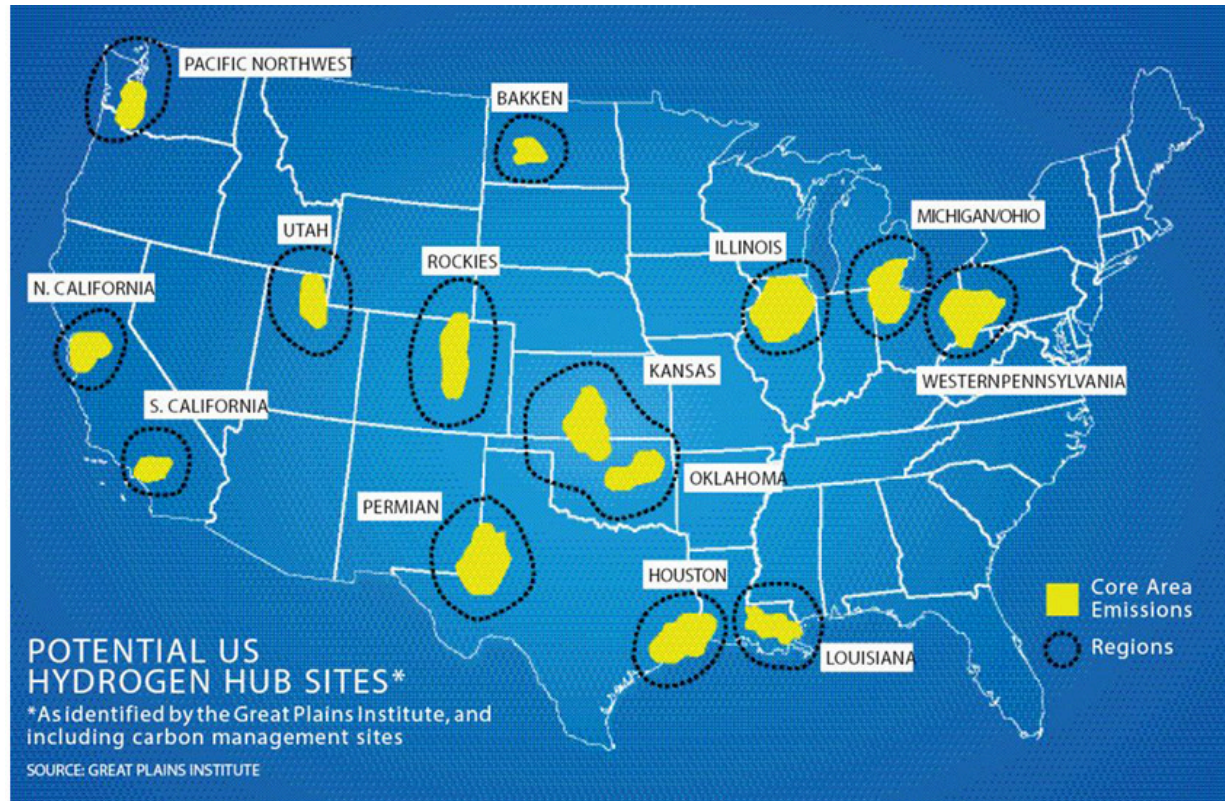 PACIFIC NORTHWEST
BAKKEN
MICHIGAN/OHIO
UTAH
ILLINOIS
ROCKIES
N. CALIFORNIA
KANSAS
WESTERNPENNSYLVANIA
S. CALIFORNIA
OKLAHOMA
PERMIAN
HOUSTON
Core Area
Emissions
Regions
LOUISIANA
POTENTIAL US
HYDROGEN HUB SITES*
*As identified by the Great Plains Institute, and
including carbon management sites
SOURCE: GREAT PLAINS INSTITUTE